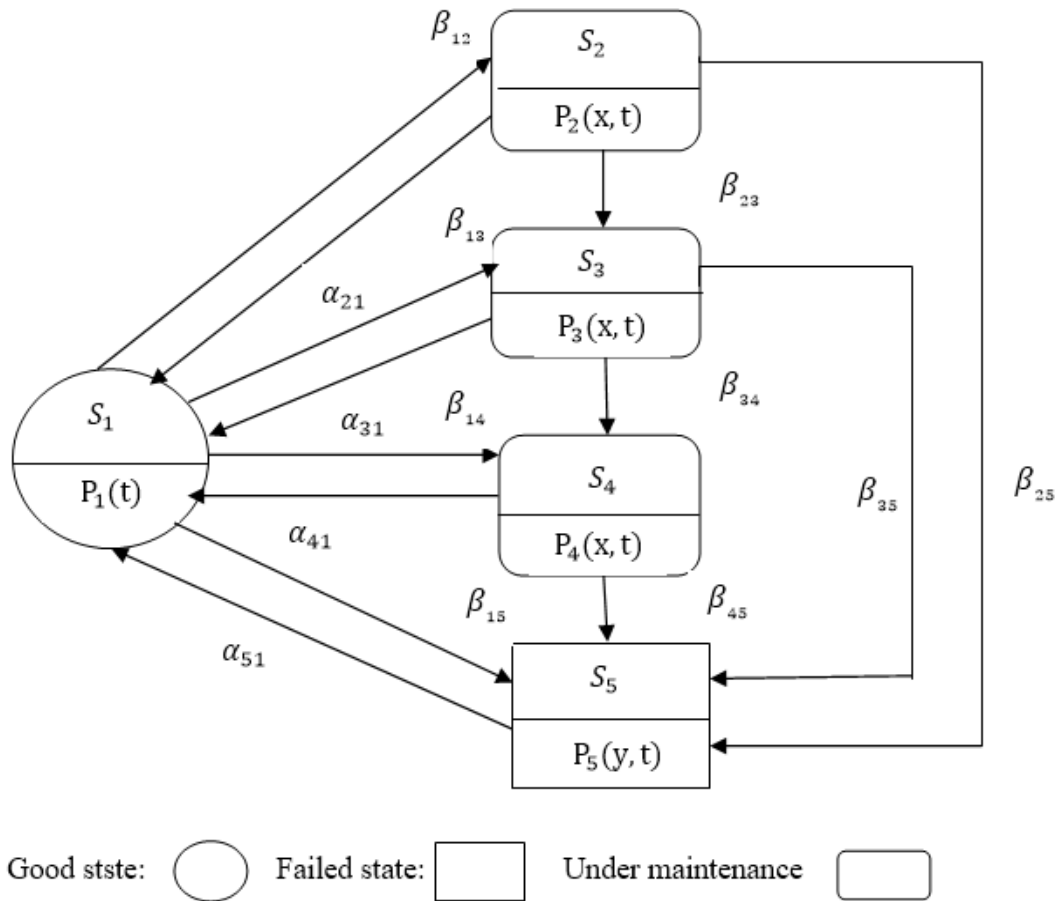 β₁₂
S₂
P₂(x, t)
β₂₃
β₁₃
S₃
α₂₁
P₃(x, t)
β₃₄
β₁₄
α₃₁
S₁
S₄
β₂₅
β₃₅
P₁(t)
α₄₁
P₄(x, t)
β₁₅
β₄₅
α₅₁
S₅
P₅(y, t)
Good stste: Failed state: Under maintenance